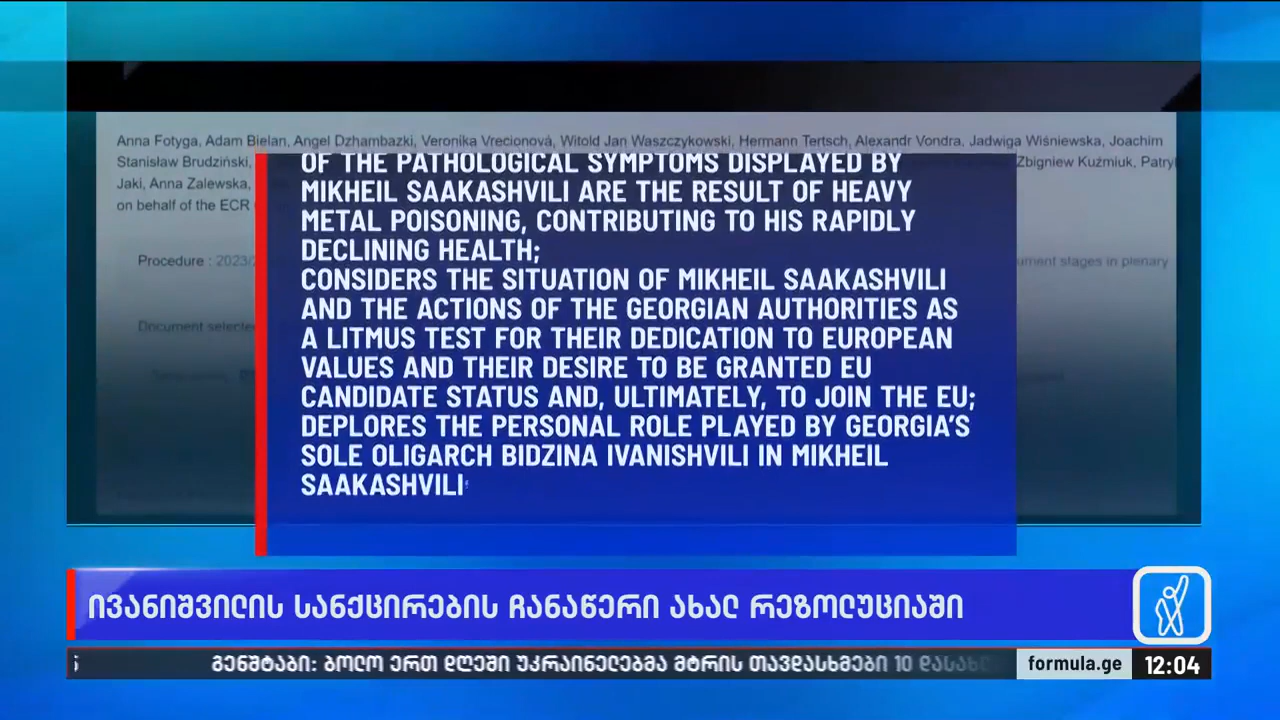 Anna Fotyga, Adam Bielan, Angel Dzhambazki, Veronika Vrecionová, Witold Jan Waszczykowski, Hermann Tertsch, Alexandr Vondra, Jadwiga Wiśniewska, Joachim
Stanisław Brudziński, Zbigniew Kuźmiuk, Patryk
Jaki, Anna Zalewska,
on behalf of the ECR
Procedure : 2023/ument stages in plenary
Document selected
OF THE PATHOLOGICAL SYMPTOMS DISPLAYED BY
MIKHEIL SAAKASHVILI ARE THE RESULT OF HEAVY
METAL POISONING, CONTRIBUTING TO HIS RAPIDLY
DECLINING HEALTH;
CONSIDERS THE SITUATION OF MIKHEIL SAAKASHVILI
AND THE ACTIONS OF THE GEORGIAN AUTHORITIES AS
A LITMUS TEST FOR THEIR DEDICATION TO EUROPEAN
VALUES AND THEIR DESIRE TO BE GRANTED EU
CANDIDATE STATUS AND, ULTIMATELY, TO JOIN THE EU;
DEPLORES THE PERSONAL ROLE PLAYED BY GEORGIA'S
SOLE OLIGARCH BIDZINA IVANISHVILI IN MIKHEIL
SAAKASHVILI
ივანიშვილის სანქცირების ჩანაწერი ახალ რეზოლუციაში
გენშტაბი: ბოლო ერთ დღეში უკრაინელებმა მტრის თავდასხმები 10 დასახლ
formula.ge 12:04